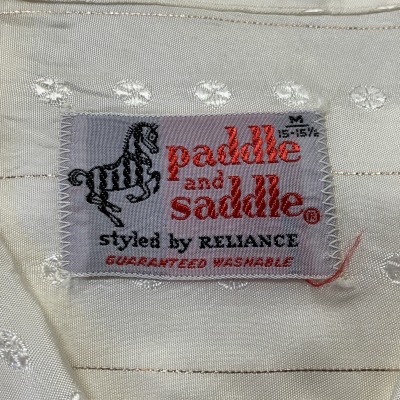 M
15-15½
paddle
and
saddle®
styled by RELIANCE
GUARANTEED WASHABLE